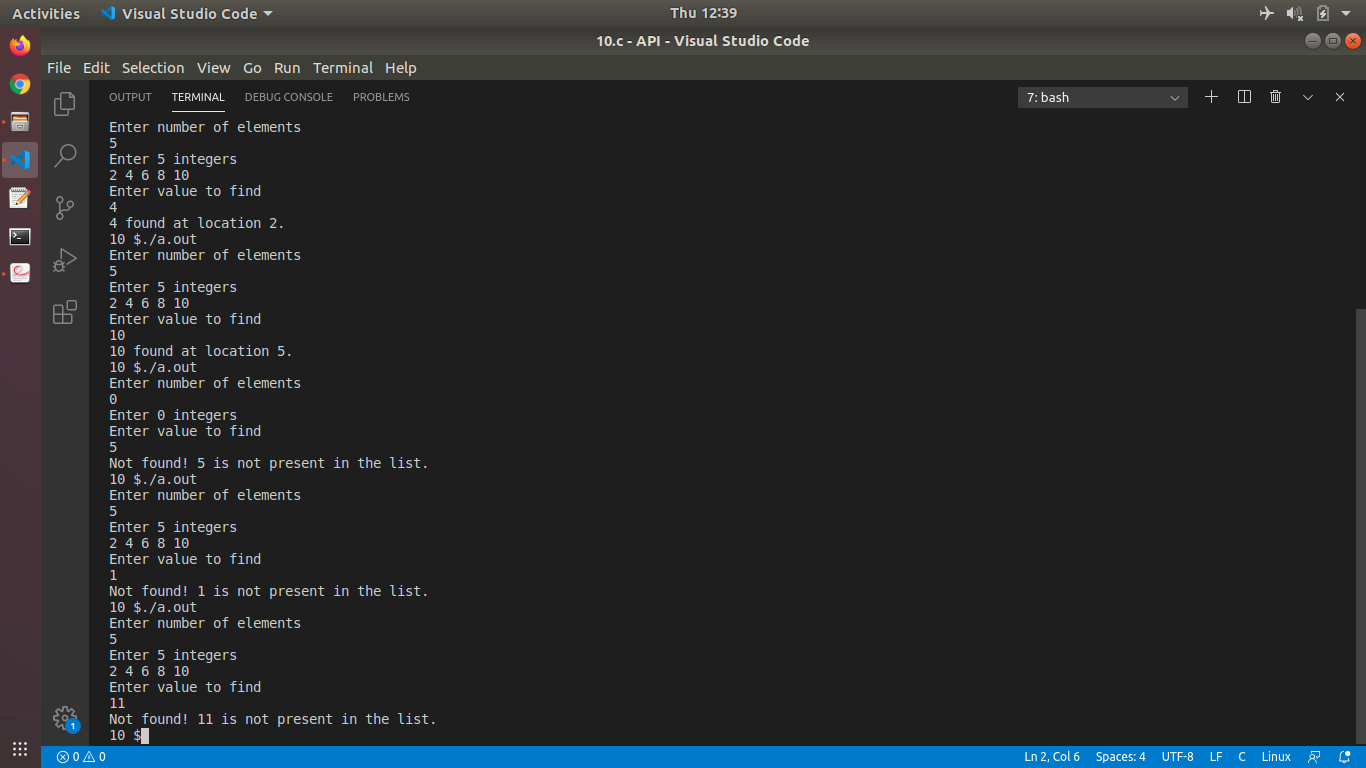 Activities Visual Studio Code Thu 12:39
10.c - API - Visual Studio Code
File Edit Selection View Go Run Terminal Help
OUTPUT TERMINAL DEBUG CONSOLE PROBLEMS 7: bash
Enter number of elements
5
Enter 5 integers
2 4 6 8 10
Enter value to find
4
4 found at location 2.
10 $./a.out
Enter number of elements
5
Enter 5 integers
2 4 6 8 10
Enter value to find
10
10 found at location 5.
10 $./a.out
Enter number of elements
0
Enter 0 integers
Enter value to find
5
Not found! 5 is not present in the list.
10 $./a.out
Enter number of elements
5
Enter 5 integers
2 4 6 8 10
Enter value to find
1
Not found! 1 is not present in the list.
10 $./a.out
Enter number of elements
5
Enter 5 integers
2 4 6 8 10
Enter value to find
11
Not found! 11 is not present in the list.
10 $
1
0 0 Ln 2, Col 6 Spaces: 4 UTF-8 LF C Linux